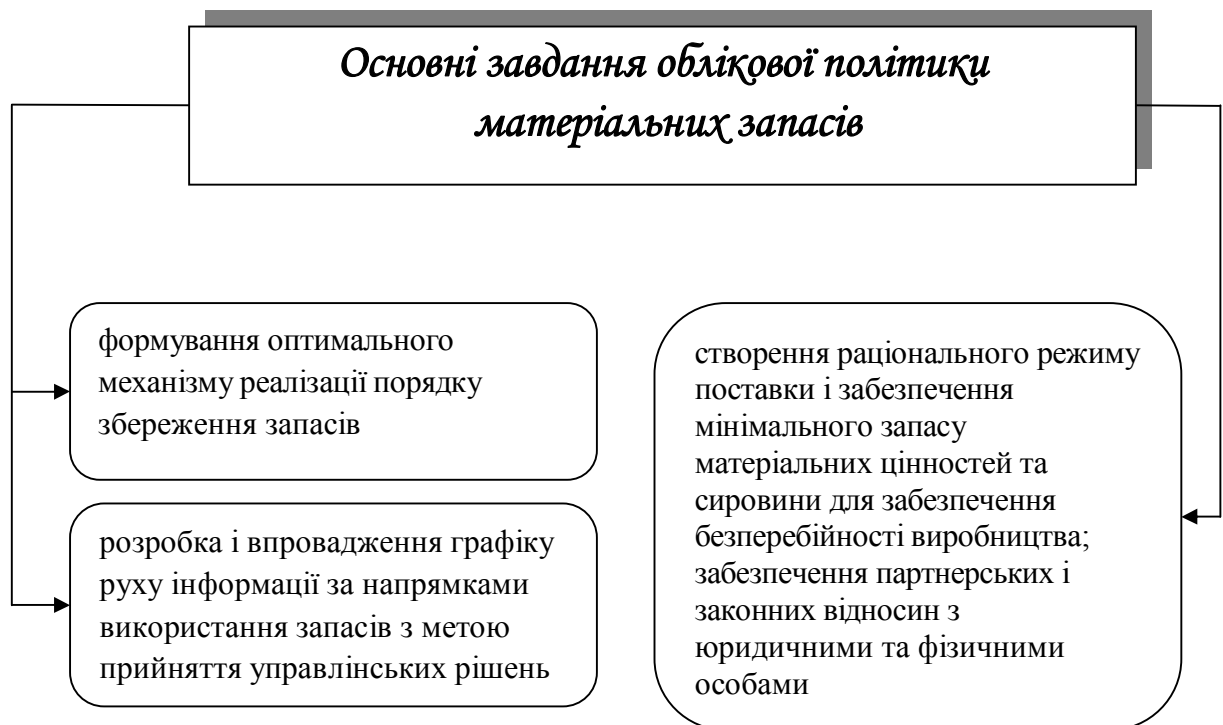 Основні завдання облікової політики
матеріальних запасів
формування оптимального
механізму реалізації порядку
збереження запасів
розробка і впровадження графіку
руху інформації за напрямками
використання запасів з метою
прийняття управлінських рішень
створення раціонального режиму
поставки і забезпечення
мінімального запасу
матеріальних цінностей та
сировини для забезпечення
безперебійності виробництва;
забезпечення партнерських і
законних відносин з
юридичними та фізичними
особами